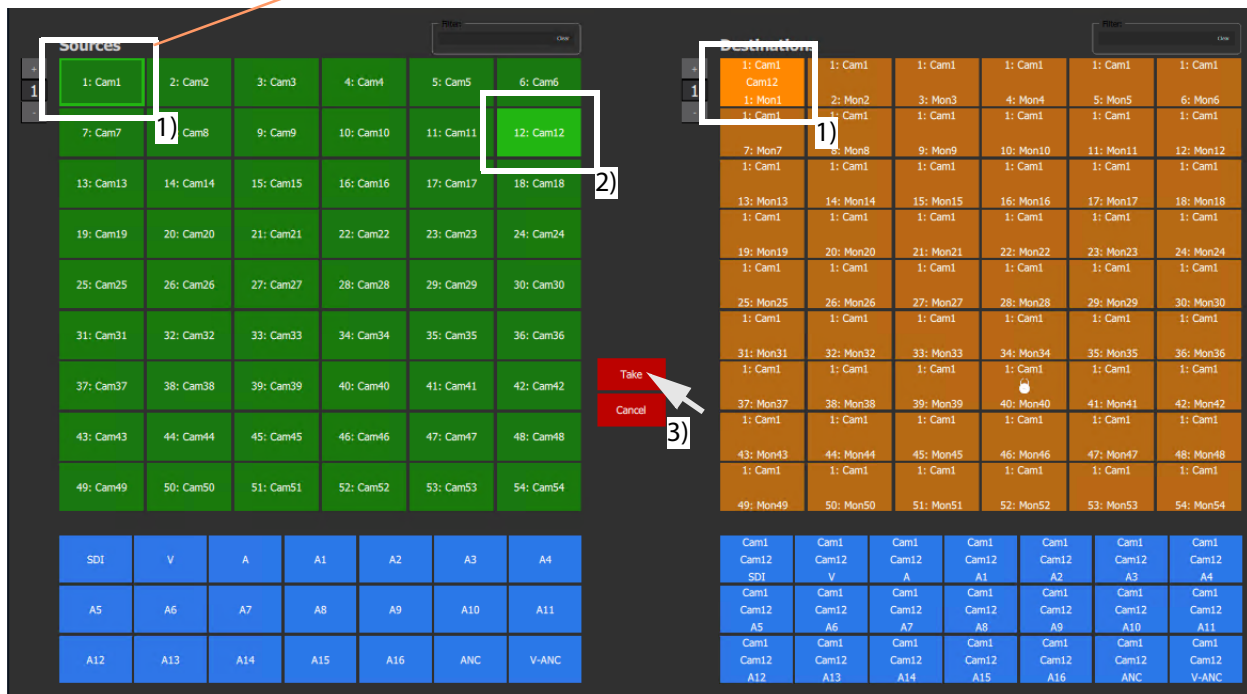 Filter:
Clear
Sources
+
1
-
1: Cam1
2: Cam2
3: Cam3
4: Cam4
5: Cam5
6: Cam6
7: Cam7
1)
Cam8
9: Cam9
10: Cam10
11: Cam11
12: Cam12
2)
13: Cam13
14: Cam14
15: Cam15
16: Cam16
17: Cam17
18: Cam18
19: Cam19
20: Cam20
21: Cam21
22: Cam22
23: Cam23
24: Cam24
25: Cam25
26: Cam26
27: Cam27
28: Cam28
29: Cam29
30: Cam30
31: Cam31
32: Cam32
33: Cam33
34: Cam34
35: Cam35
36: Cam36
37: Cam37
38: Cam38
39: Cam39
40: Cam40
41: Cam41
42: Cam42
43: Cam43
44: Cam44
45: Cam45
46: Cam46
47: Cam47
48: Cam48
49: Cam49
50: Cam50
51: Cam51
52: Cam52
53: Cam53
54: Cam54
SDI
V
A
A1
A2
A3
A4
A5
A6
A7
A8
A9
A10
A11
A12
A13
A14
A15
A16
ANC
V-ANC
Take
Cancel
3)
Filter:
Clear
Destinations
+
1
-
1: Cam1
Cam12
1: Mon1
1: Cam1
2: Mon2
1: Cam1
3: Mon3
1: Cam1
4: Mon4
1: Cam1
5: Mon5
1: Cam1
6: Mon6
1: Cam1
7: Mon7
1)
1: Cam1
8: Mon8
1: Cam1
9: Mon9
1: Cam1
10: Mon10
1: Cam1
11: Mon11
1: Cam1
12: Mon12
1: Cam1
13: Mon13
1: Cam1
14: Mon14
1: Cam1
15: Mon15
1: Cam1
16: Mon16
1: Cam1
17: Mon17
1: Cam1
18: Mon18
1: Cam1
19: Mon19
1: Cam1
20: Mon20
1: Cam1
21: Mon21
1: Cam1
22: Mon22
1: Cam1
23: Mon23
1: Cam1
24: Mon24
1: Cam1
25: Mon25
1: Cam1
26: Mon26
1: Cam1
27: Mon27
1: Cam1
28: Mon28
1: Cam1
29: Mon29
1: Cam1
30: Mon30
1: Cam1
31: Mon31
1: Cam1
32: Mon32
1: Cam1
33: Mon33
1: Cam1
34: Mon34
1: Cam1
35: Mon35
1: Cam1
36: Mon36
1: Cam1
37: Mon37
1: Cam1
38: Mon38
1: Cam1
39: Mon39
1: Cam1
40: Mon40
1: Cam1
41: Mon41
1: Cam1
42: Mon42
1: Cam1
43: Mon43
1: Cam1
44: Mon44
1: Cam1
45: Mon45
1: Cam1
46: Mon46
1: Cam1
47: Mon47
1: Cam1
48: Mon48
1: Cam1
49: Mon49
1: Cam1
50: Mon50
1: Cam1
51: Mon51
1: Cam1
52: Mon52
1: Cam1
53: Mon53
1: Cam1
54: Mon54
Cam1
Cam12
SDI
Cam1
Cam12
V
Cam1
Cam12
A
Cam1
Cam12
A1
Cam1
Cam12
A2
Cam1
Cam12
A3
Cam1
Cam12
A4
Cam1
Cam12
A5
Cam1
Cam12
A6
Cam1
Cam12
A7
Cam1
Cam12
A8
Cam1
Cam12
A9
Cam1
Cam12
A10
Cam1
Cam12
A11
Cam1
Cam12
A12
Cam1
Cam12
A13
Cam1
Cam12
A14
Cam1
Cam12
A15
Cam1
Cam12
A16
Cam1
Cam12
ANC
Cam1
Cam12
V-ANC